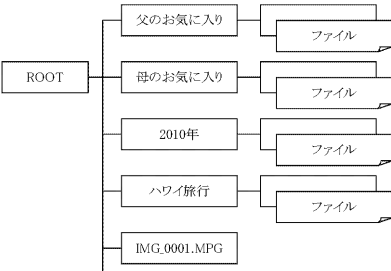 父のお気に入り
ファイル
ROOT
母のお気に入り
ファイル
2010年
ファイル
ハワイ旅行
ファイル
IMG_0001.MPG